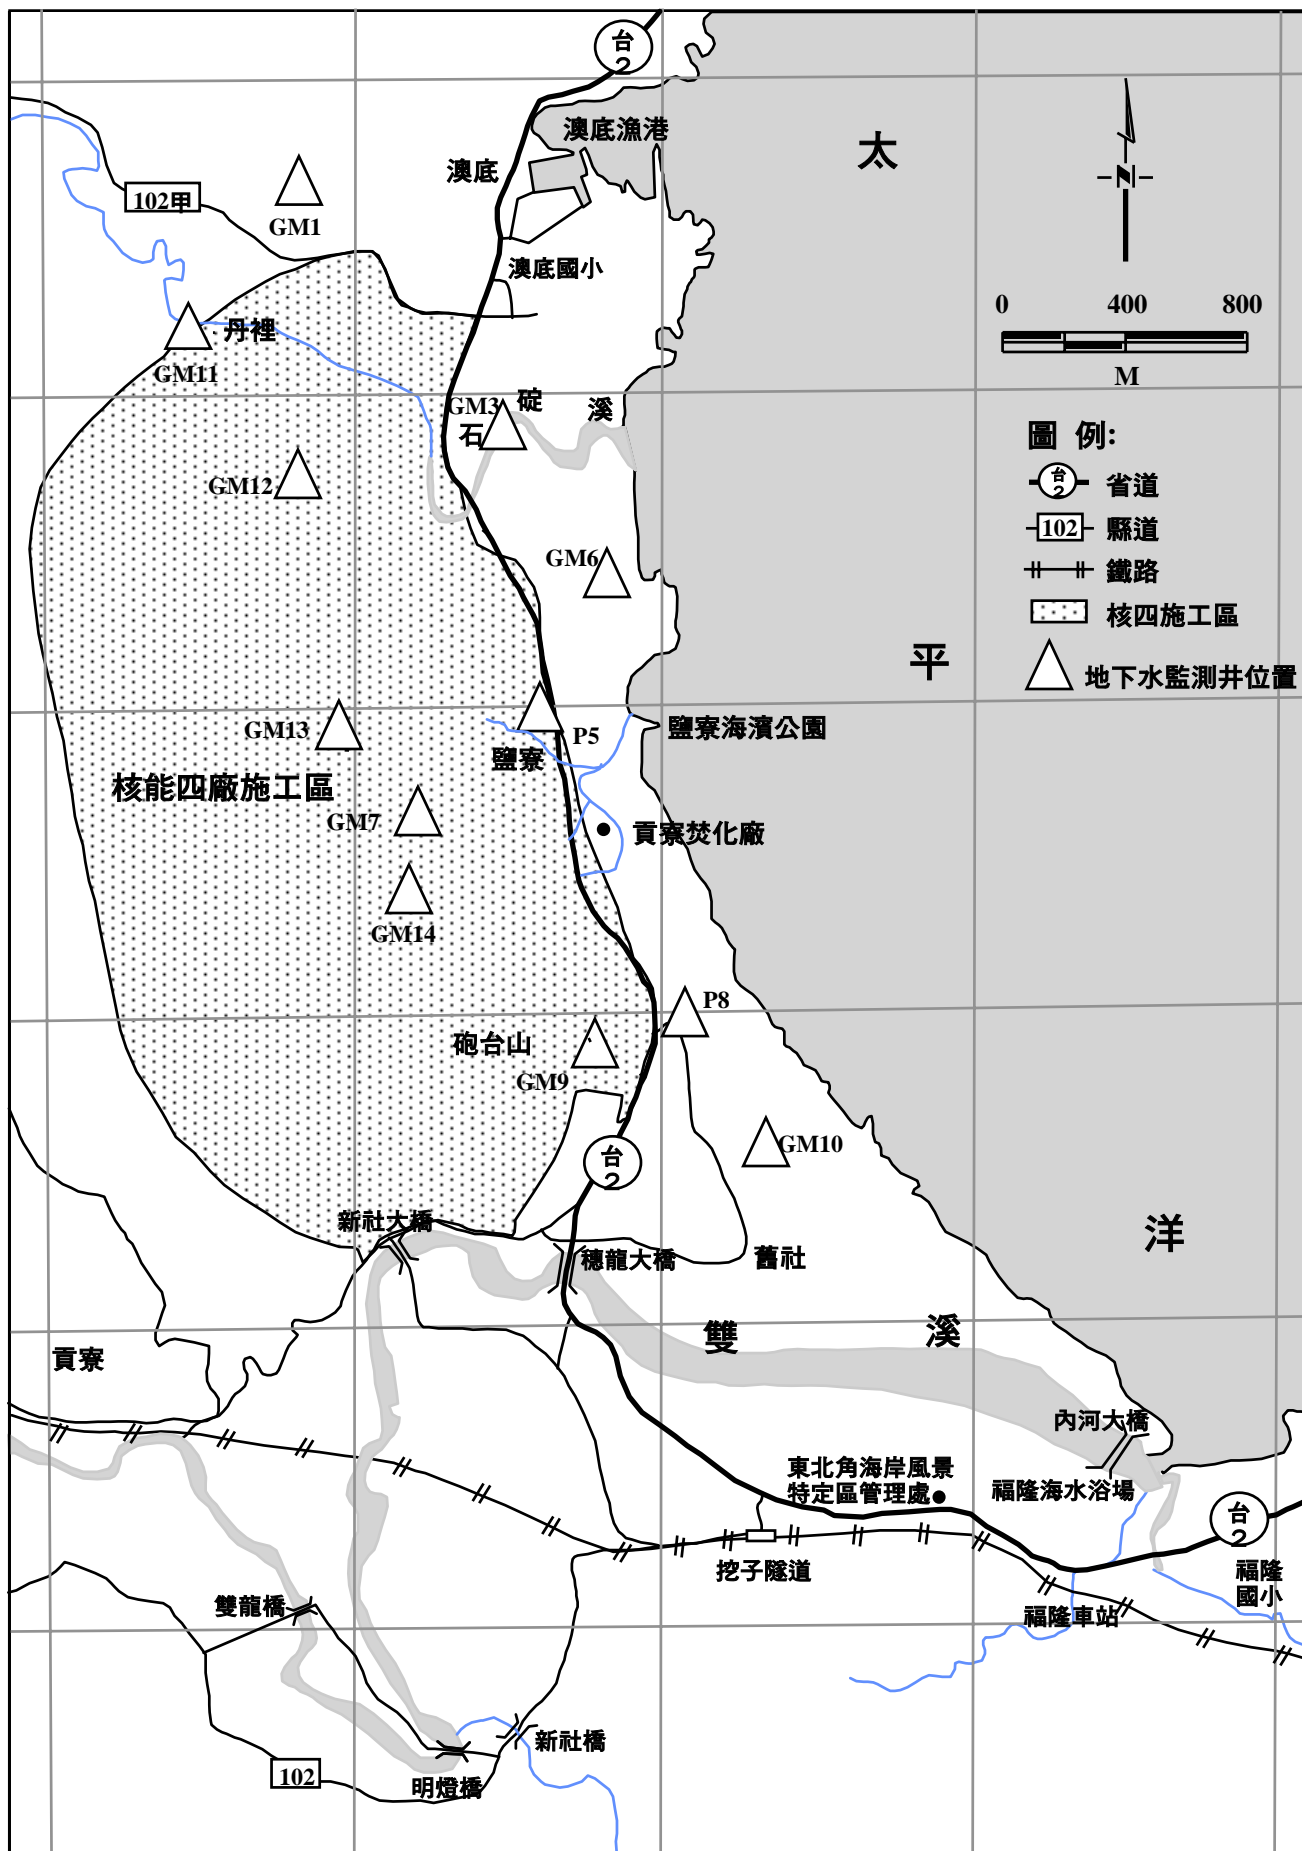 台
2
澳底漁港
太
澳底
102甲
GM1
澳底國小
0 400 800
M
丹裡
GM11
GM3
碇
溪
石
圖 例:
台
2
省道
102
縣道
鐵路
核四施工區
地下水監測井位置
GM12
GM6
平
GM13
P5
鹽寮海濱公園
鹽寮
核能四廠施工區
GM7
貢寮焚化廠
GM14
P8
砲台山
GM9
GM10
台
2
新社大橋
洋
穗龍大橋
舊社
雙
溪
貢寮
內河大橋
東北角海岸風景
特定區管理處
福隆海水浴場
台
2
挖子隧道
福隆
國小
雙龍橋
福隆車站
新社橋
102
明燈橋